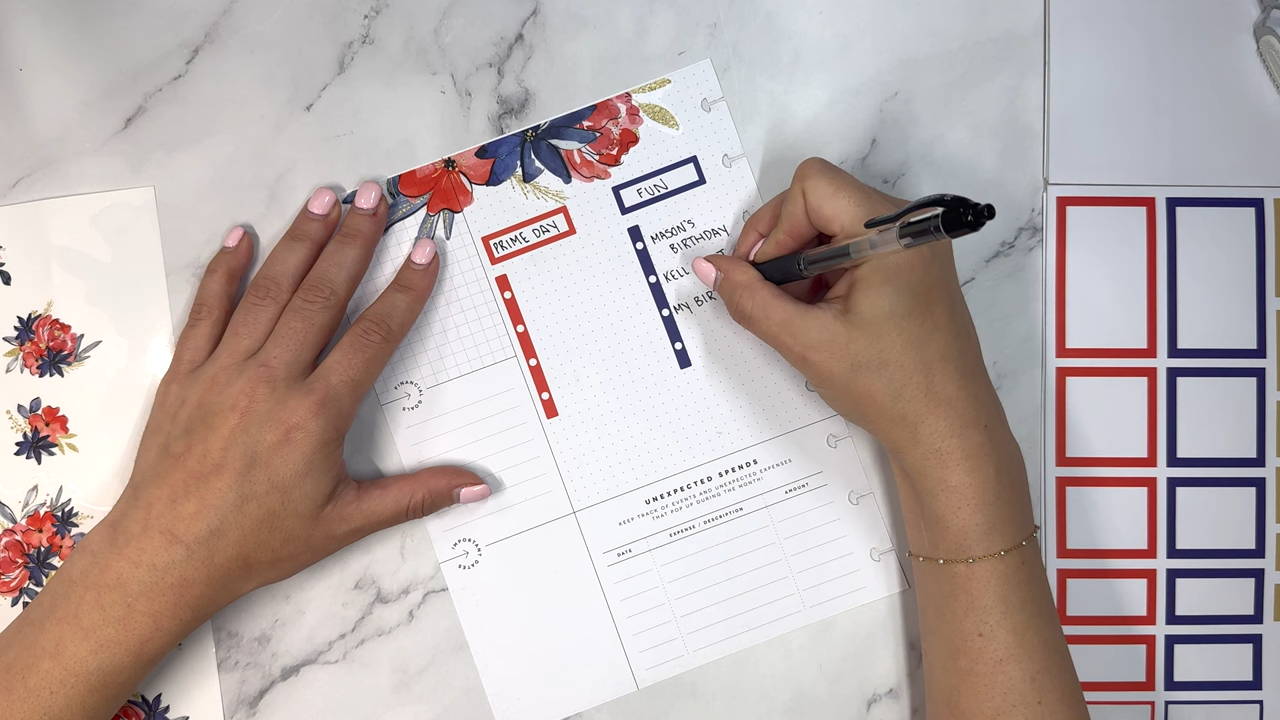 FUN
PRIME DAY
MASON'S
BIRTHDAY
MY
FINANCIAL GOALS
UNEXPECTED SPENDS
KEEP TRACK OF EVENTS AND UNEXPECTED EXPENSES
THAT POP UP DURING THE MONTH!
DATE EXPENSE / DESCRIPTION AMOUNT
IMPORTANT DATES